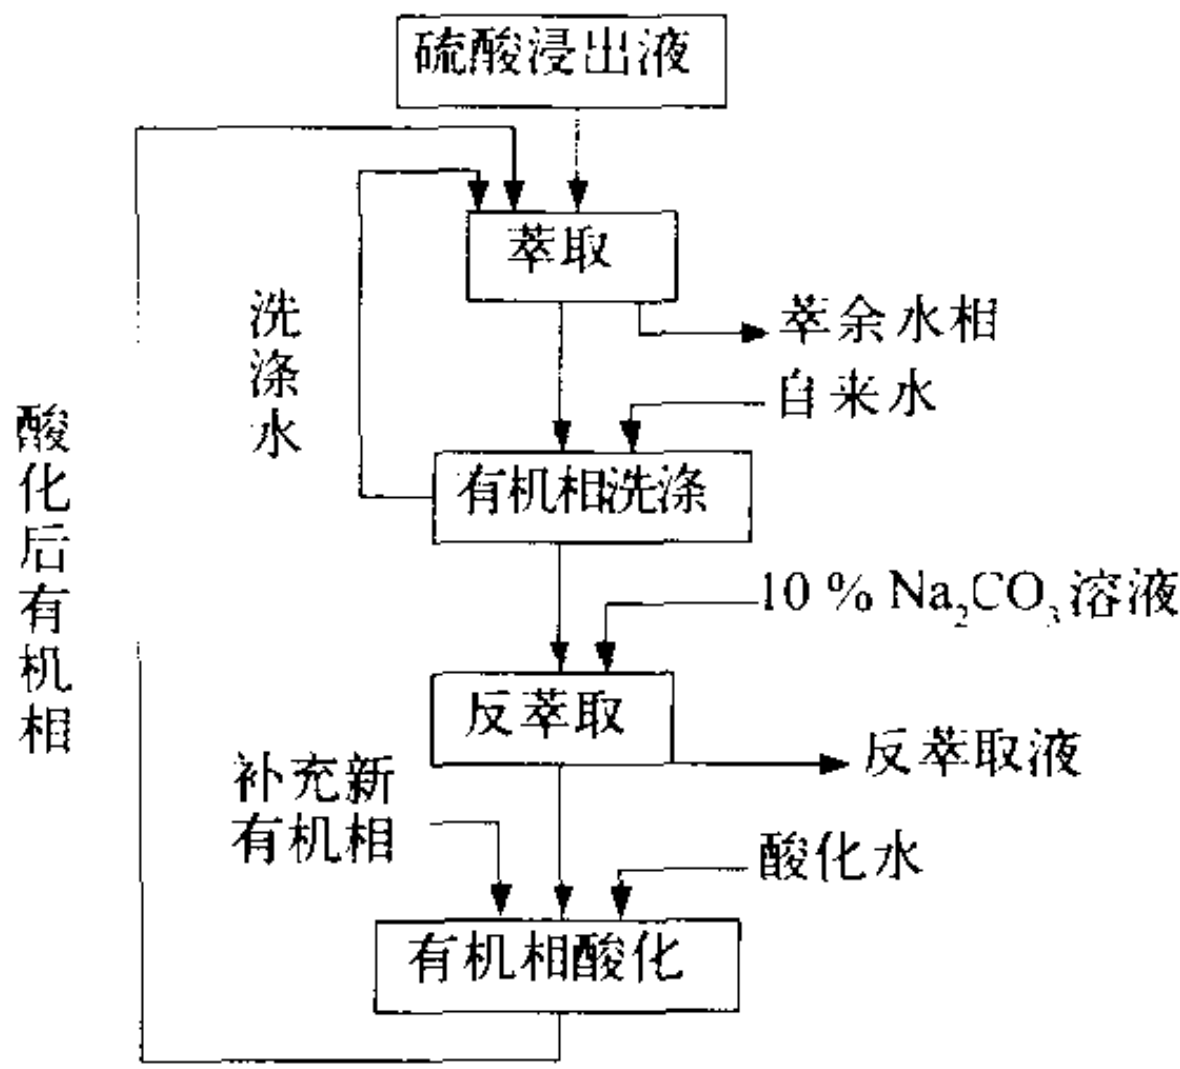 硫酸浸出液
萃取
萃余水相
洗涤水
自来水
酸化后有机相
有机相洗涤
10 % Na₂CO₃溶液
反萃取
反萃取液
补充新
有机相
酸化水
有机相酸化